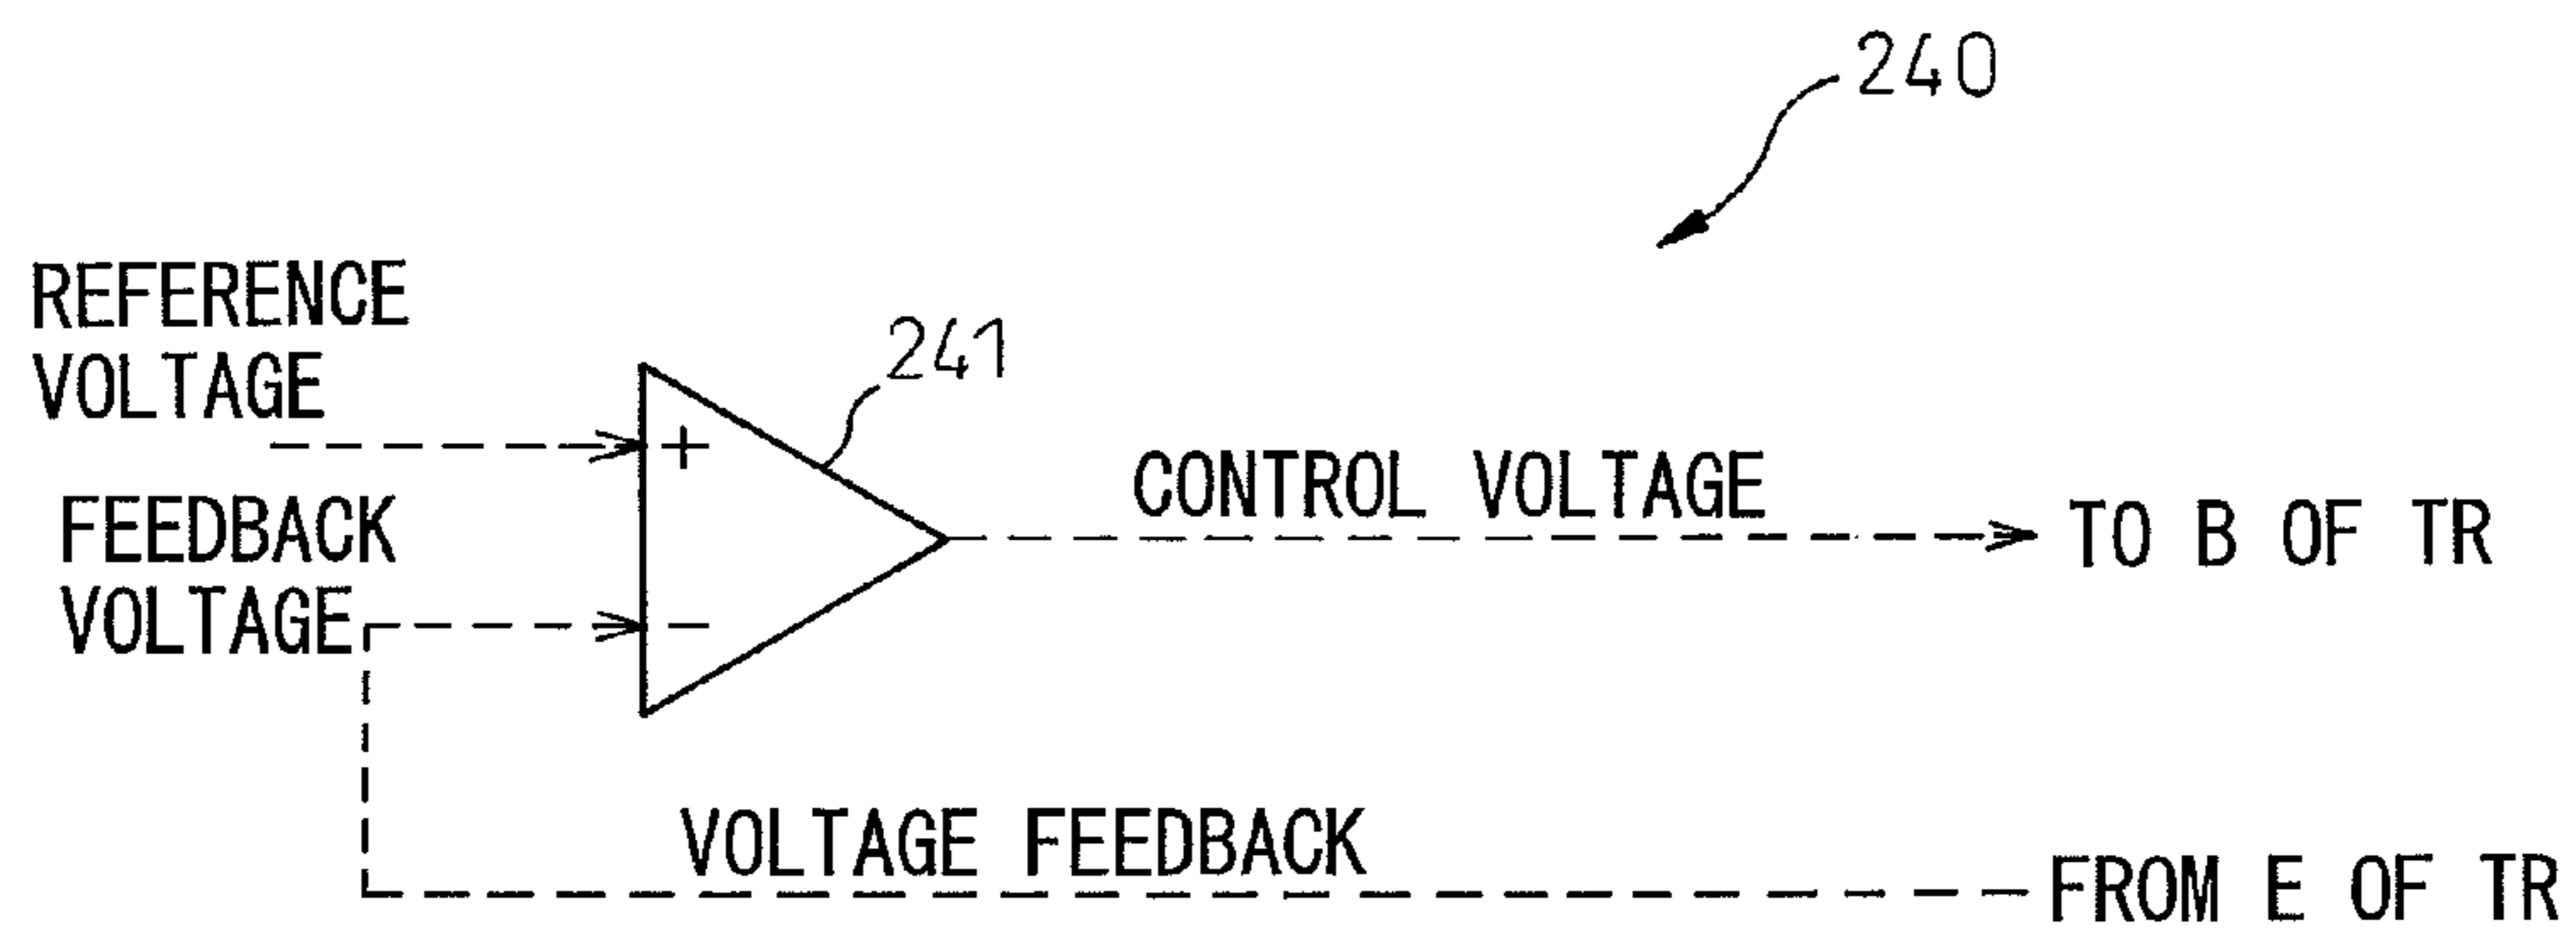 240
REFERENCE
VOLTAGE
241
+
CONTROL VOLTAGE
TO B OF TR
FEEDBACK
VOLTAGE
−
VOLTAGE FEEDBACK
FROM E OF TR